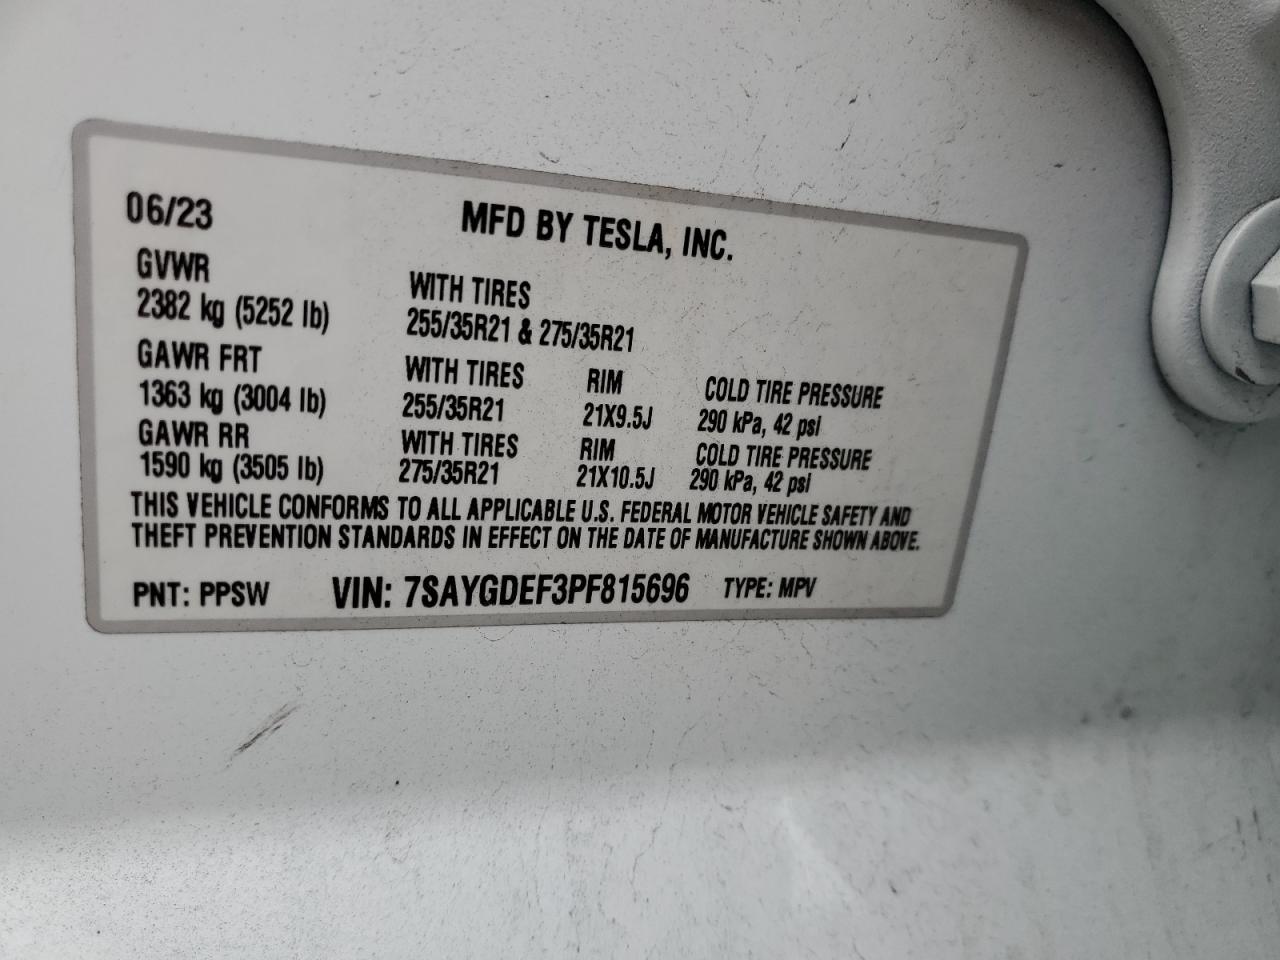 06/23 MFD BY TESLA, INC.
GVWR WITH TIRES
2382 kg (5252 lb) 255/35R21 & 275/35R21
GAWR FRT WITH TIRES RIM COLD TIRE PRESSURE
1363 kg (3004 lb) 255/35R21 21X9.5J 290 kPa, 42 psi
GAWR RR WITH TIRES RIM COLD TIRE PRESSURE
1590 kg (3505 lb) 275/35R21 21X10.5J 290 kPa, 42 psi
THIS VEHICLE CONFORMS TO ALL APPLICABLE U.S. FEDERAL MOTOR VEHICLE SAFETY AND
THEFT PREVENTION STANDARDS IN EFFECT ON THE DATE OF MANUFACTURE SHOWN ABOVE.
PNT: PPSW VIN: 7SAYGDEF3PF815696 TYPE: MPV